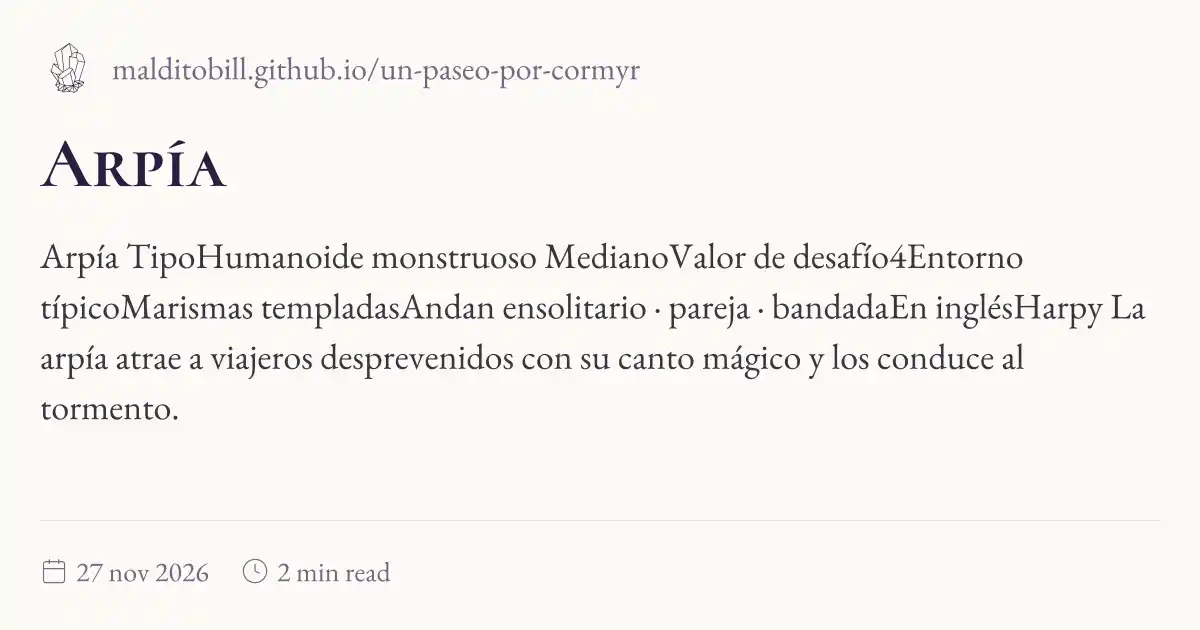 malditobill.github.io/un-paseo-por-cormyr
Arpía
Arpía TipoHumanoide monstruoso MedianoValor de desafío4Entorno
típicoMarismas templadasAndan ensolitario · pareja · bandadaEn inglésHarpy La
arpía atrae a viajeros desprevenidos con su canto mágico y los conduce al
tormento.
27 nov 2026
2 min read